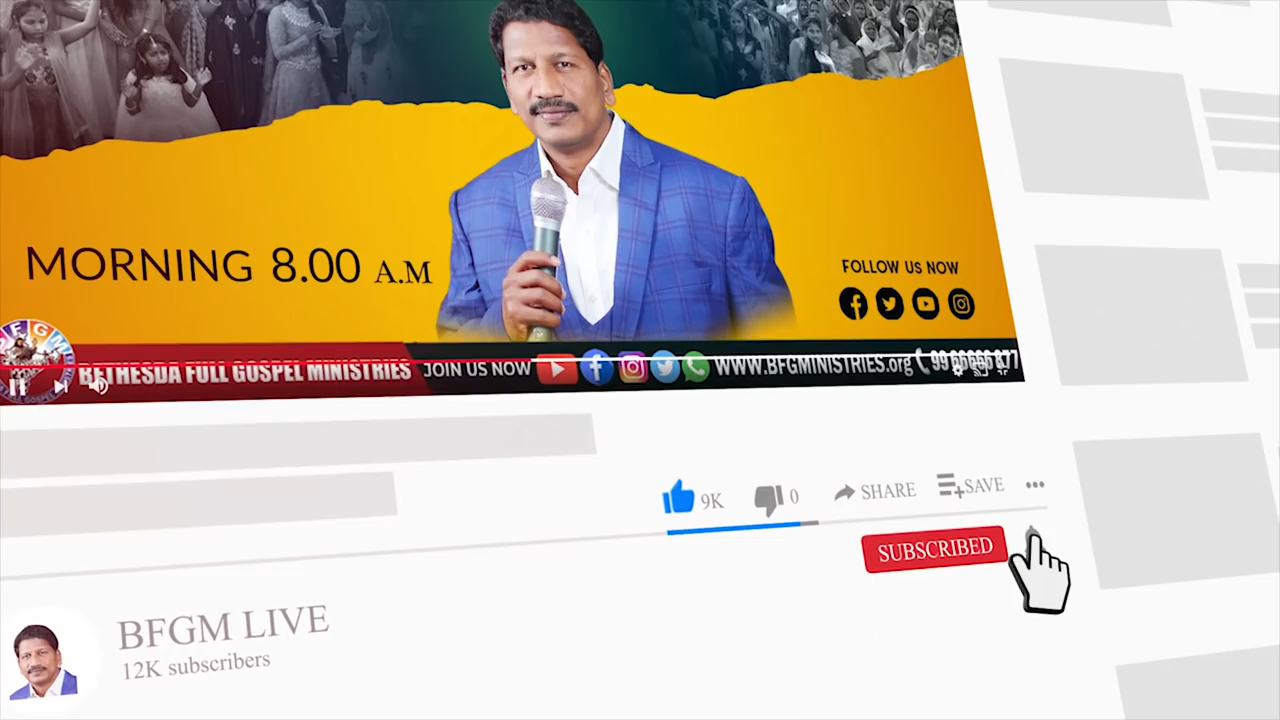 MORNING 8.00 A.M
FOLLOW US NOW
BETHESDA FULL GOSPEL MINISTRIES JOIN US NOW WWW.BFGMINISTRIES.org
9K 0 SHARE SAVE
SUBSCRIBED
BFGM LIVE
12K subscribers